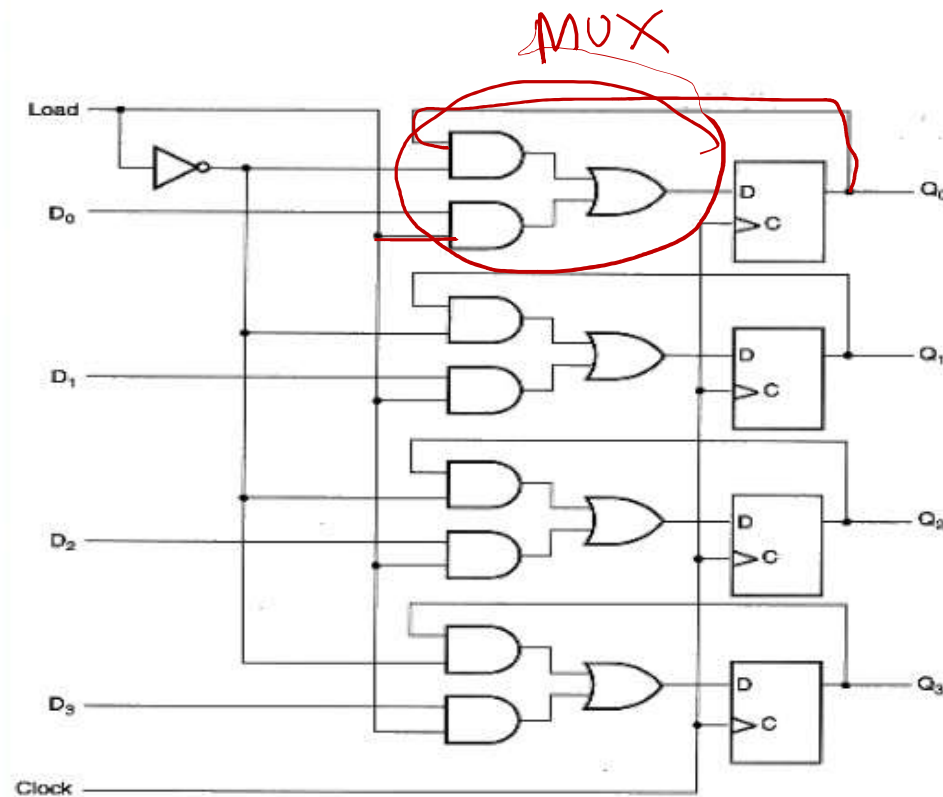 MUX
Load
D₀
D C Q₀
D₁
D C Q₁
D₂
D C Q₂
D₃
D C Q₃
Clock